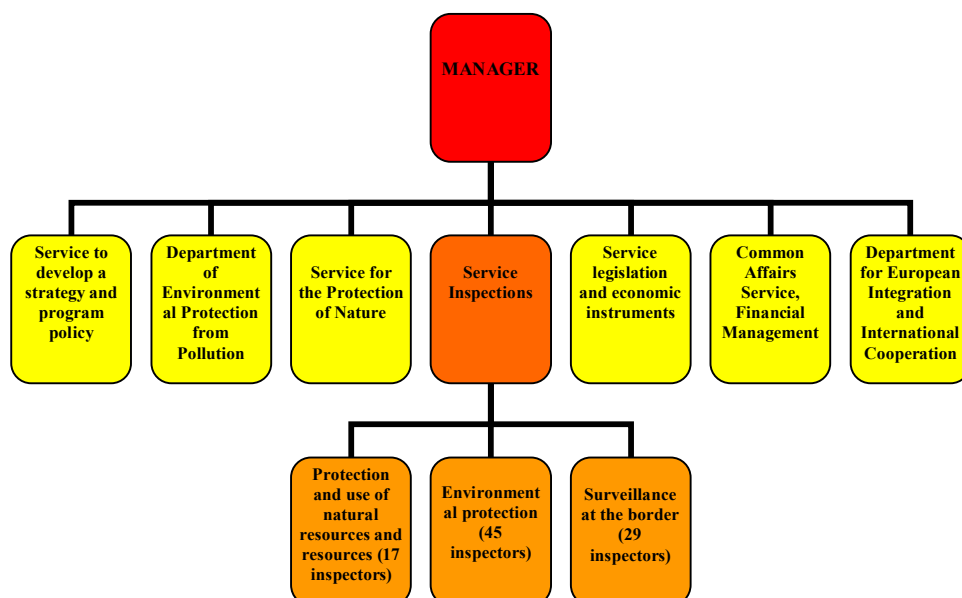 MANAGER
Service to
develop a
strategy and
program
policy
Department
of
Environment
al Protection
from
Pollution
Service for
the Protection
of Nature
Service
Inspections
Service
legislation
and economic
instruments
Common
Affairs
Service,
Financial
Management
Department
for European
Integration
and
International
Cooperation
Protection
and use of
natural
resources and
resources (17
inspectors)
Environment
al protection
(45
inspectors)
Surveillance
at the border
(29
inspectors)